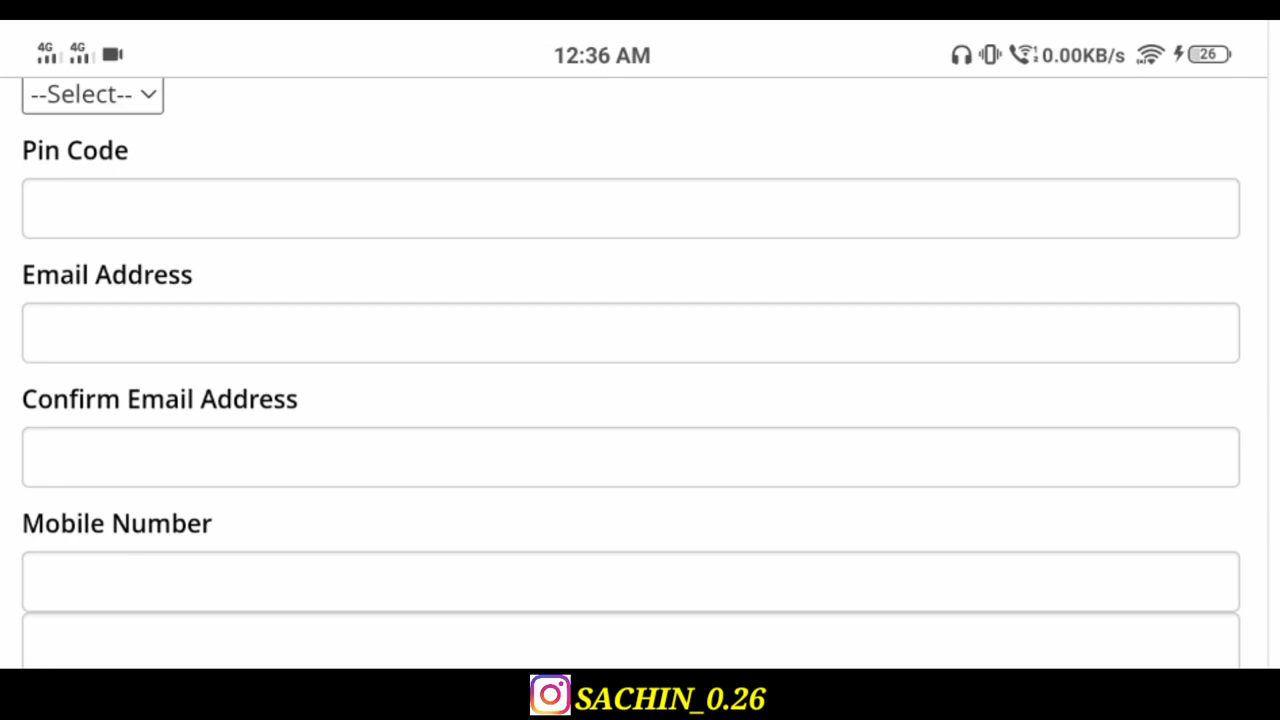 4G 4G 12:36 AM 0.00KB/s 26
--Select--
Pin Code
Email Address
Confirm Email Address
Mobile Number
SACHIN_0.26